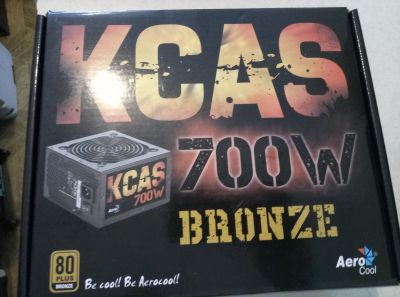 KCAS
700W
KCAS
700W
BRONZE
80
PLUS
BRONZE
Be cool! Be Aerocool!
Aero
Cool